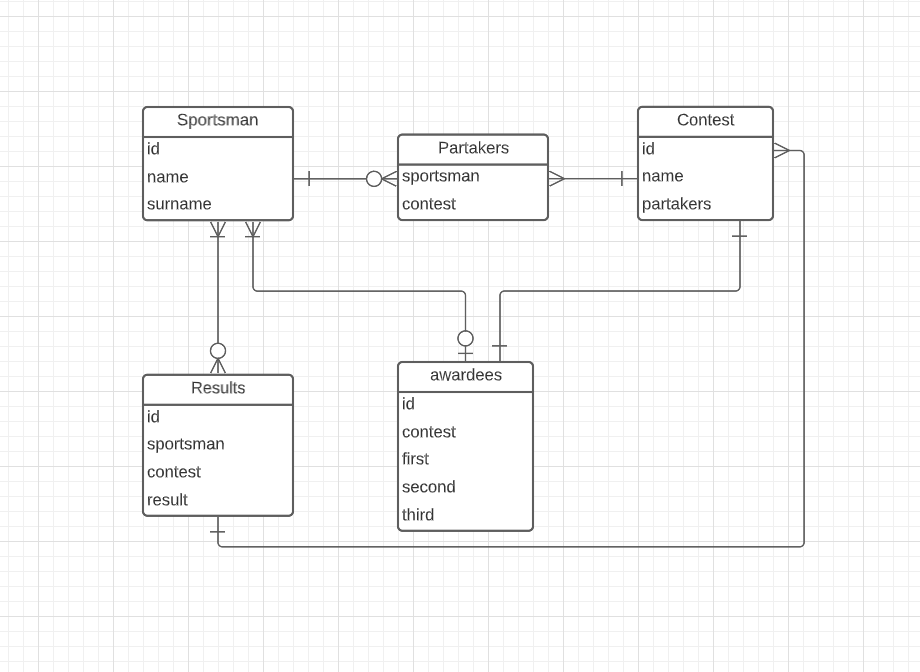 Sportsman
id
name
surname
Partakers
sportsman
contest
Contest
id
name
partakers
Results
id
sportsman
contest
result
awardees
id
contest
first
second
third